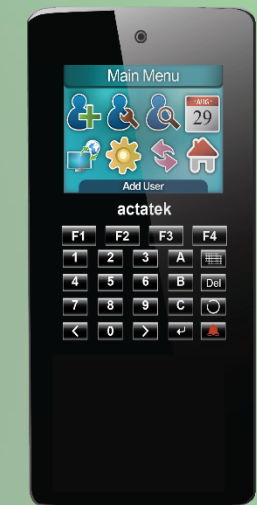 Main Menu
AUG
29
Add User
actatek
F1 F2 F3 F4
1 2 3 A
4 5 6 B Del
7 8 9 C
< 0 > ↵